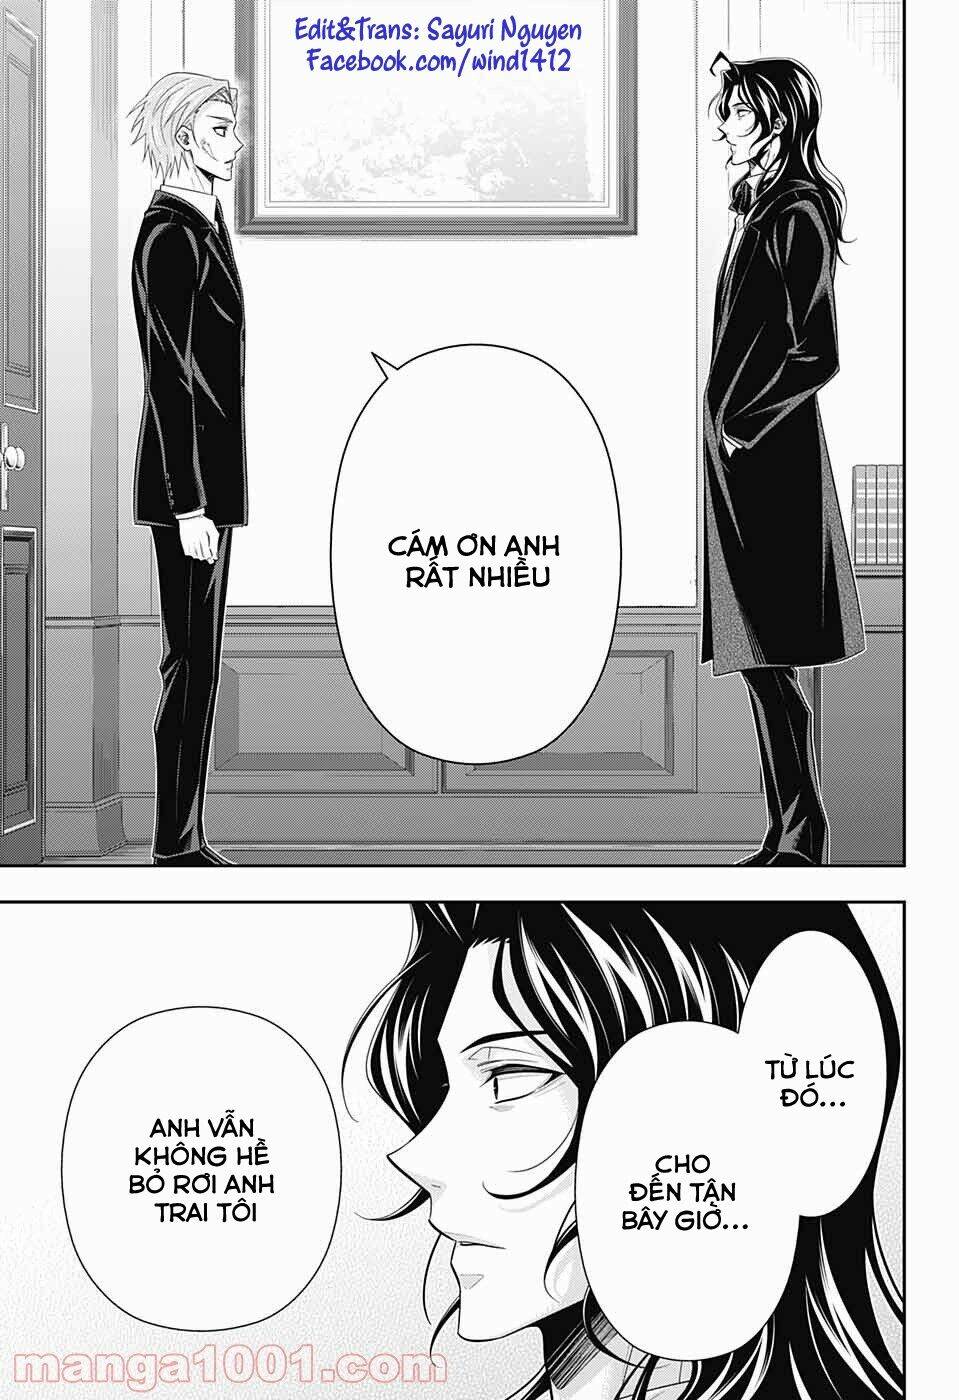 Edit&Trans: Sayuri Nguyen
Facebook.com/wind1412
CÁM ƠN ANH
RẤT NHIỀU
TỪ LÚC
ĐÓ...
CHO
ĐẾN TẬN
BÂY GIỜ...
ANH VẪN
KHÔNG HỀ
BỎ RƠI ANH
TRAI TÔI
manga1001.com